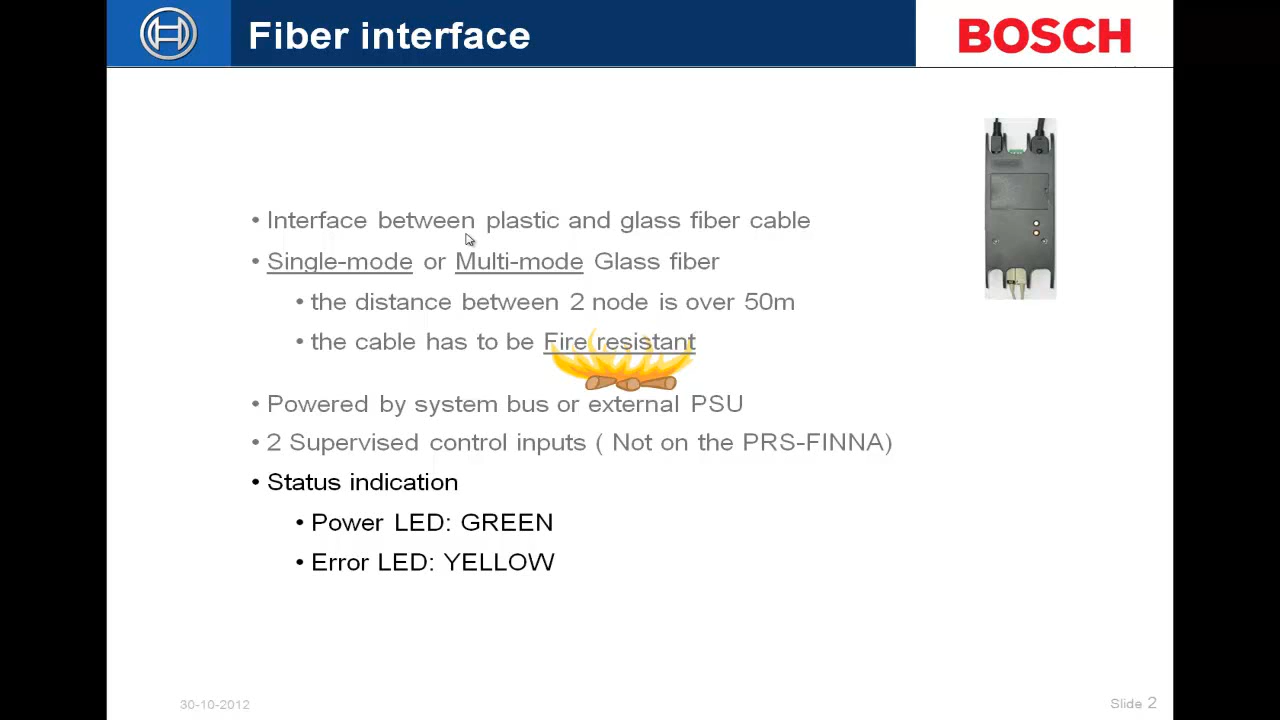 Fiber interface
BOSCH
• Interface between plastic and glass fiber cable
• Single-mode or Multi-mode Glass fiber
• the distance between 2 node is over 50m
• the cable has to be Fire resistant
• Powered by system bus or external PSU
• 2 Supervised control inputs ( Not on the PRS-FINNA)
• Status indication
• Power LED: GREEN
• Error LED: YELLOW
30-10-2012
Slide 2